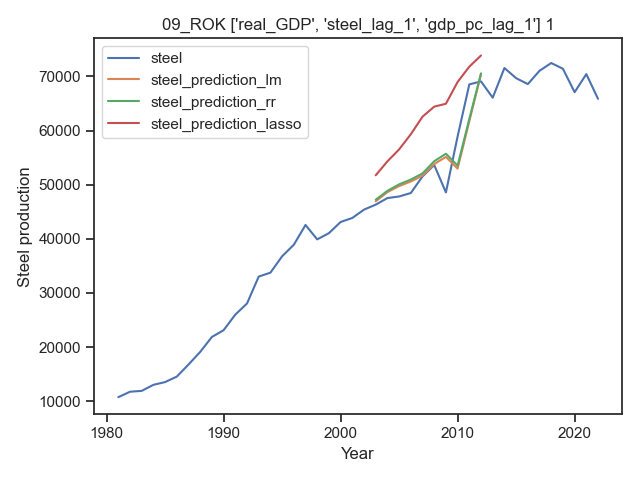 09_ROK ['real_GDP', 'steel_lag_1', 'gdp_pc_lag_1'] 1
steel
steel_prediction_lm
steel_prediction_rr
steel_prediction_lasso
Steel production
70000
60000
50000
40000
30000
20000
10000
1980 1990 2000 2010 2020
Year